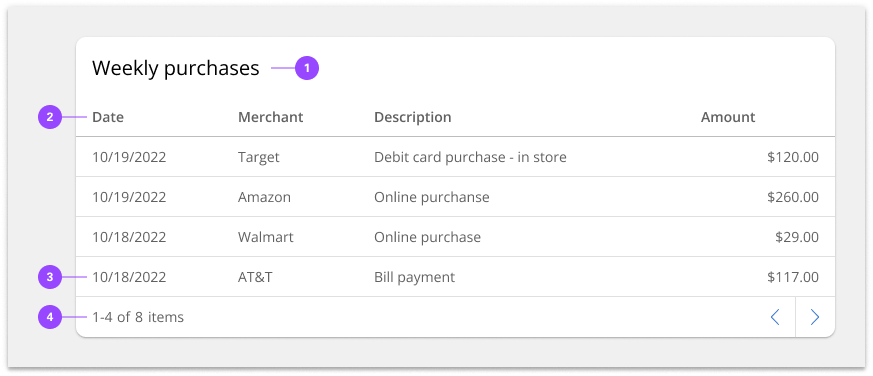 Weekly purchases 1
2 Date Merchant Description Amount
10/19/2022 Target Debit card purchase - in store $120.00
10/19/2022 Amazon Online purchanse $260.00
10/18/2022 Walmart Online purchase $29.00
3 10/18/2022 AT&T Bill payment $117.00
4 1-4 of 8 items